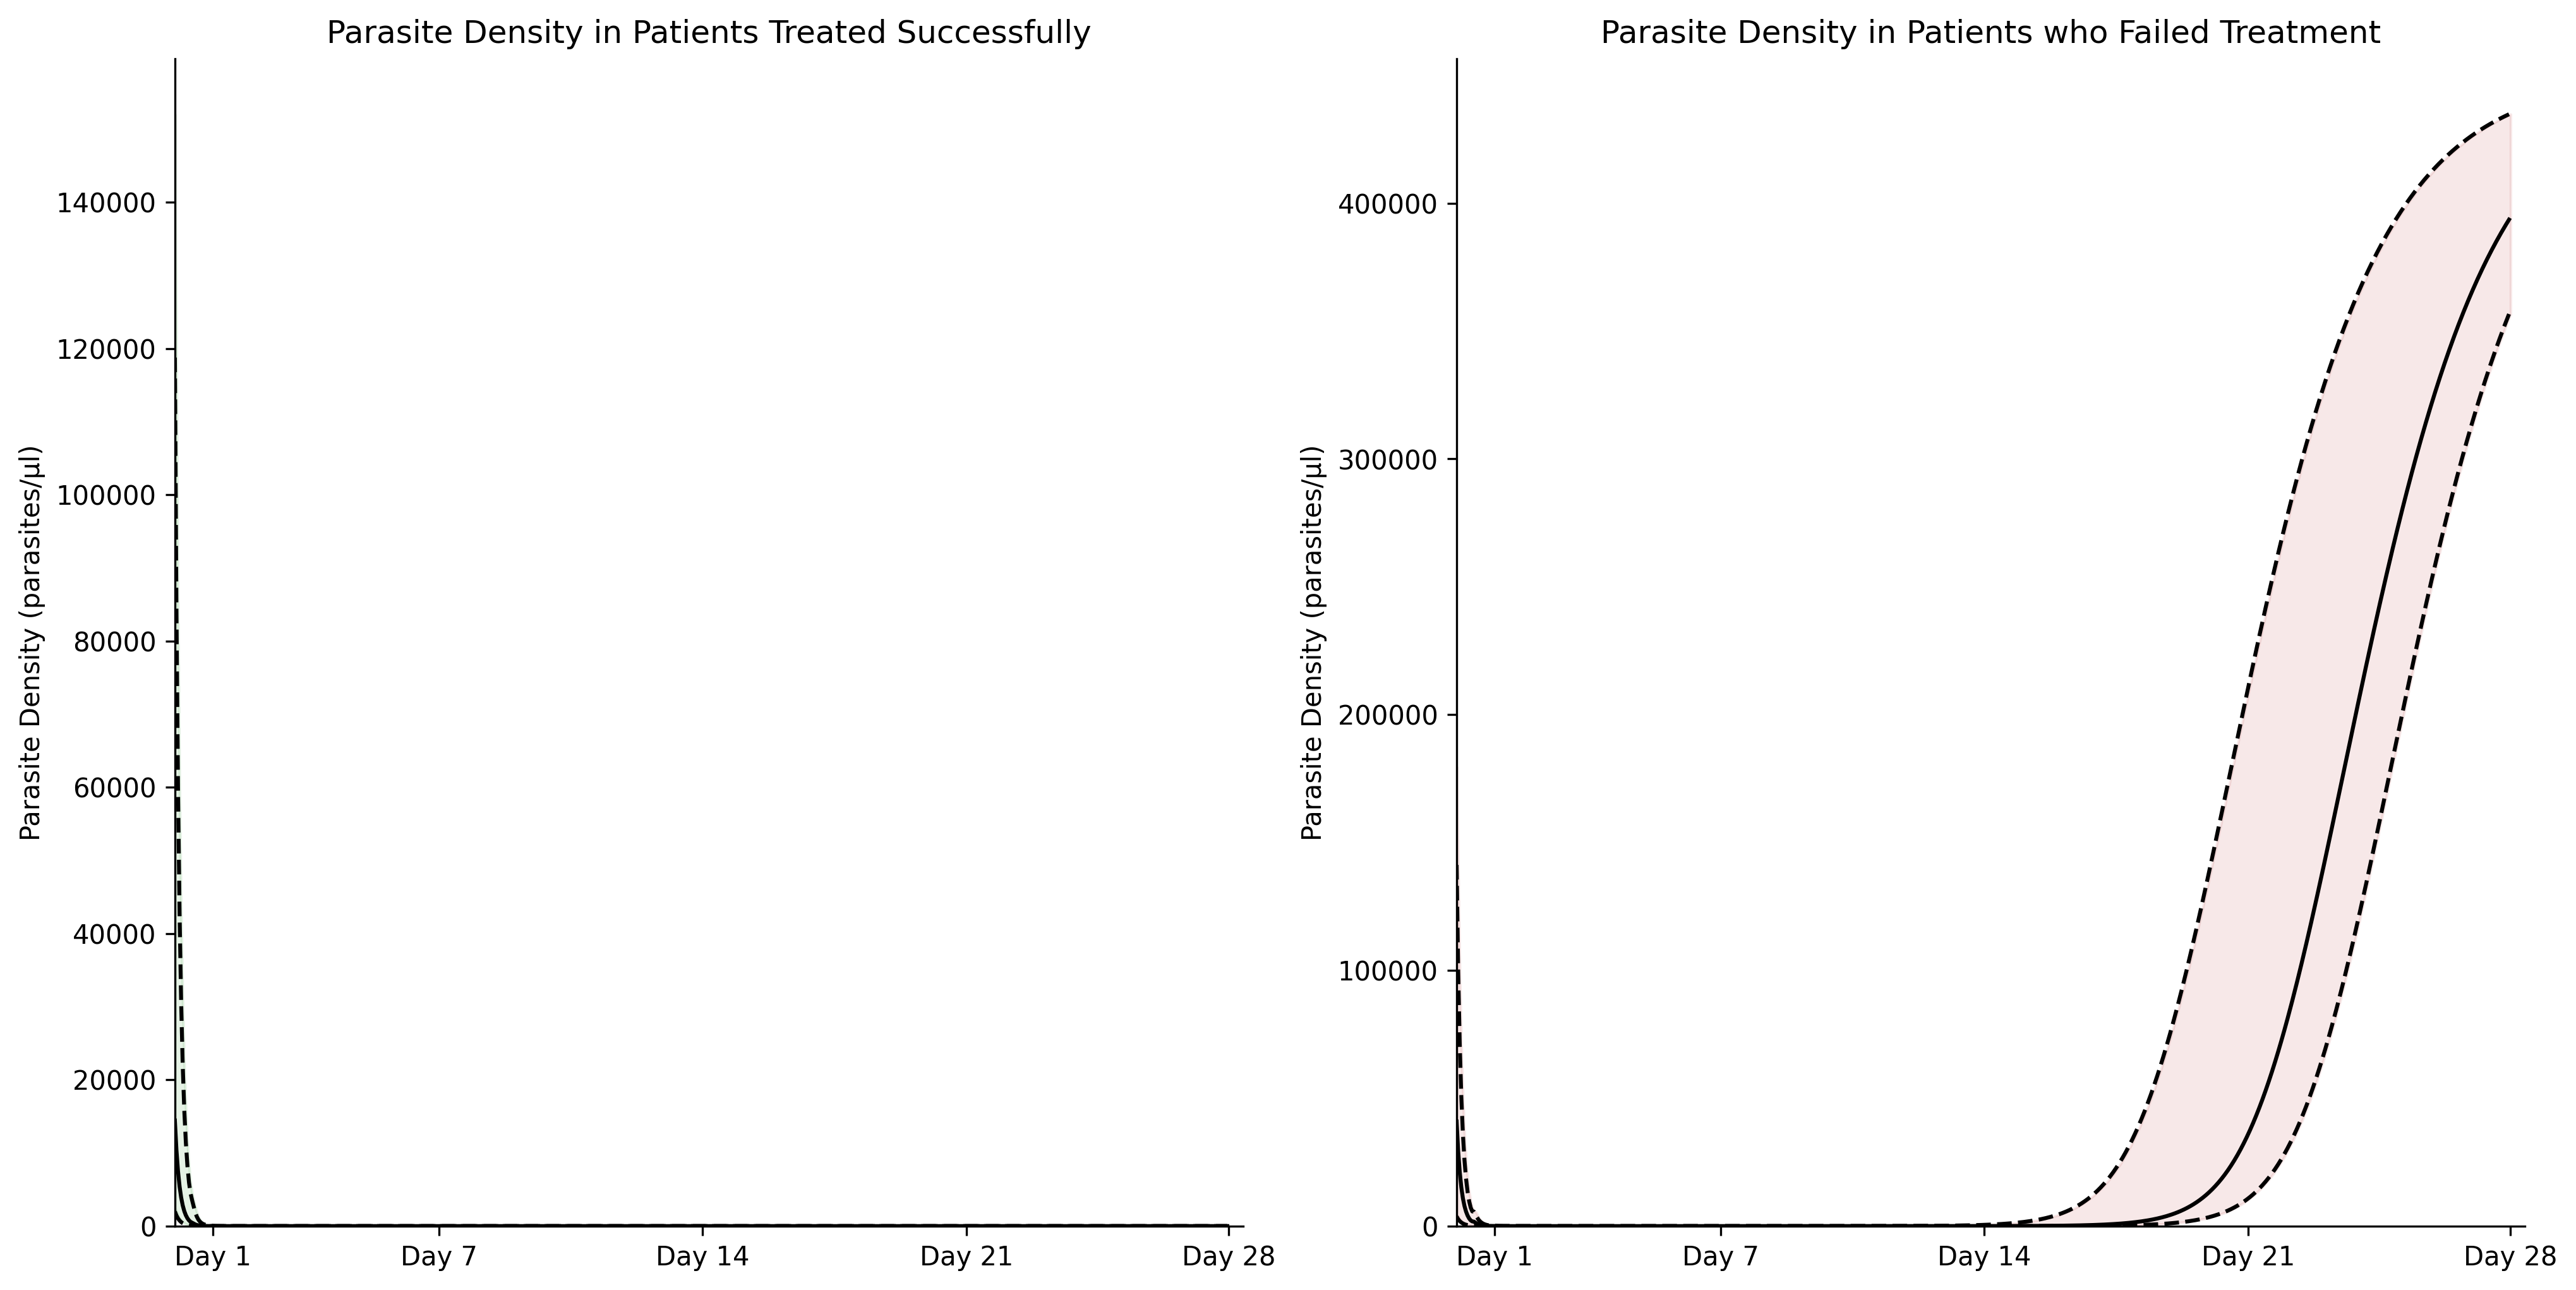 Parasite Density in Patients Treated Successfully
Parasite Density (parasites/µl)
140000
120000
100000
80000
60000
40000
20000
0
Day 1
Day 7
Day 14
Day 21
Day 28
Parasite Density in Patients who Failed Treatment
Parasite Density (parasites/µl)
400000
300000
200000
100000
0
Day 1
Day 7
Day 14
Day 21
Day 28